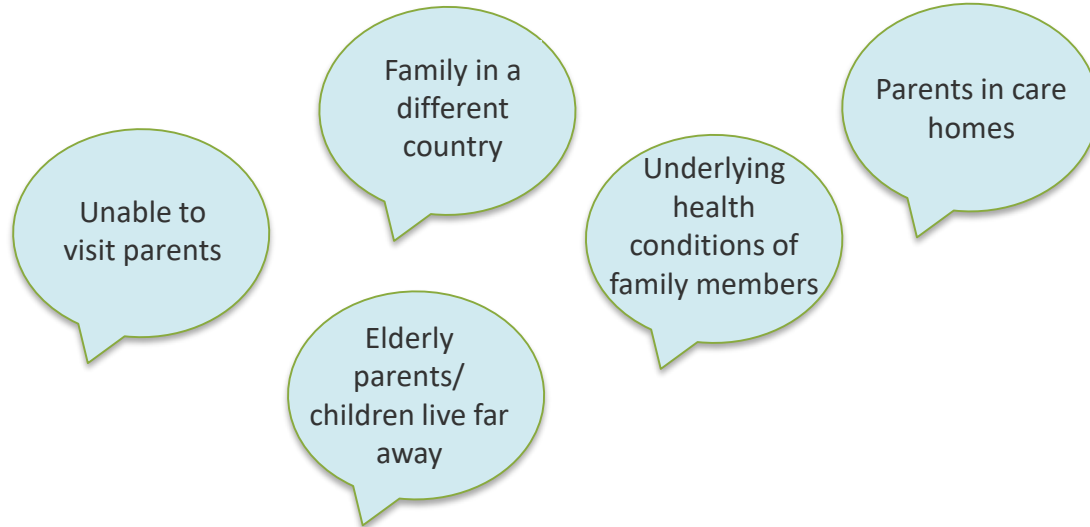 Unable to
visit parents
Family in a
different
country
Elderly
parents/
children live far
away
Underlying
health
conditions of
family members
Parents in care
homes